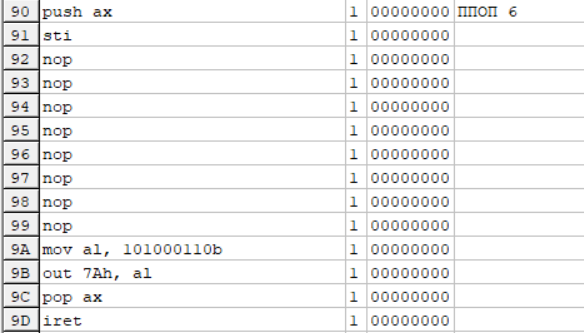 90 push ax 1 00000000 ППОП 6
91 sti 1 00000000
92 nop 1 00000000
93 nop 1 00000000
94 nop 1 00000000
95 nop 1 00000000
96 nop 1 00000000
97 nop 1 00000000
98 nop 1 00000000
99 nop 1 00000000
9A mov al, 101000110b 1 00000000
9B out 7Ah, al 1 00000000
9C pop ax 1 00000000
9D iret 1 00000000